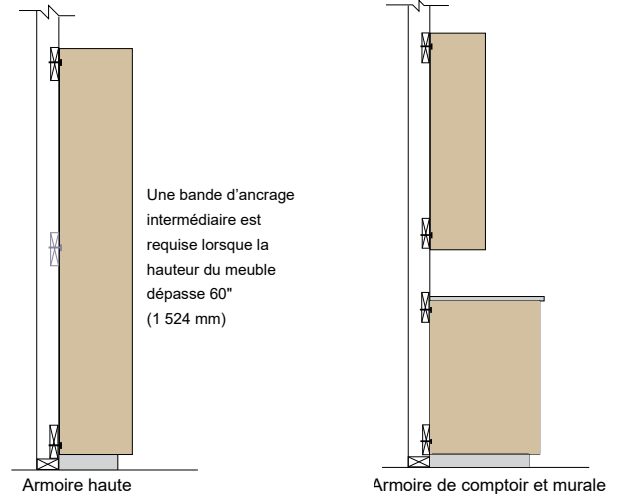 Une bande d’ancrage
intermédiaire est
requise lorsque la
hauteur du meuble
dépasse 60"
(1 524 mm)
Armoire haute
Armoire de comptoir et murale